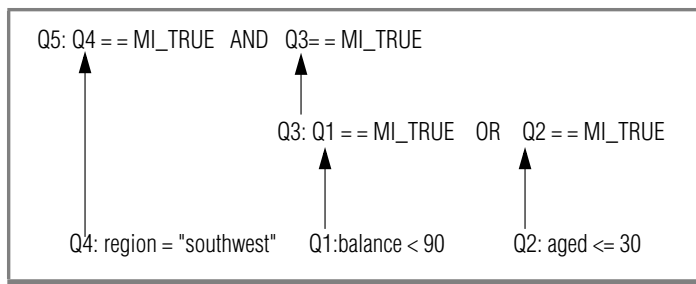 Q5: Q4 = = MI_TRUE AND Q3= = MI_TRUE
Q3: Q1 = = MI_TRUE OR Q2 = = MI_TRUE
Q4: region = "southwest" Q1:balance < 90 Q2: aged <= 30